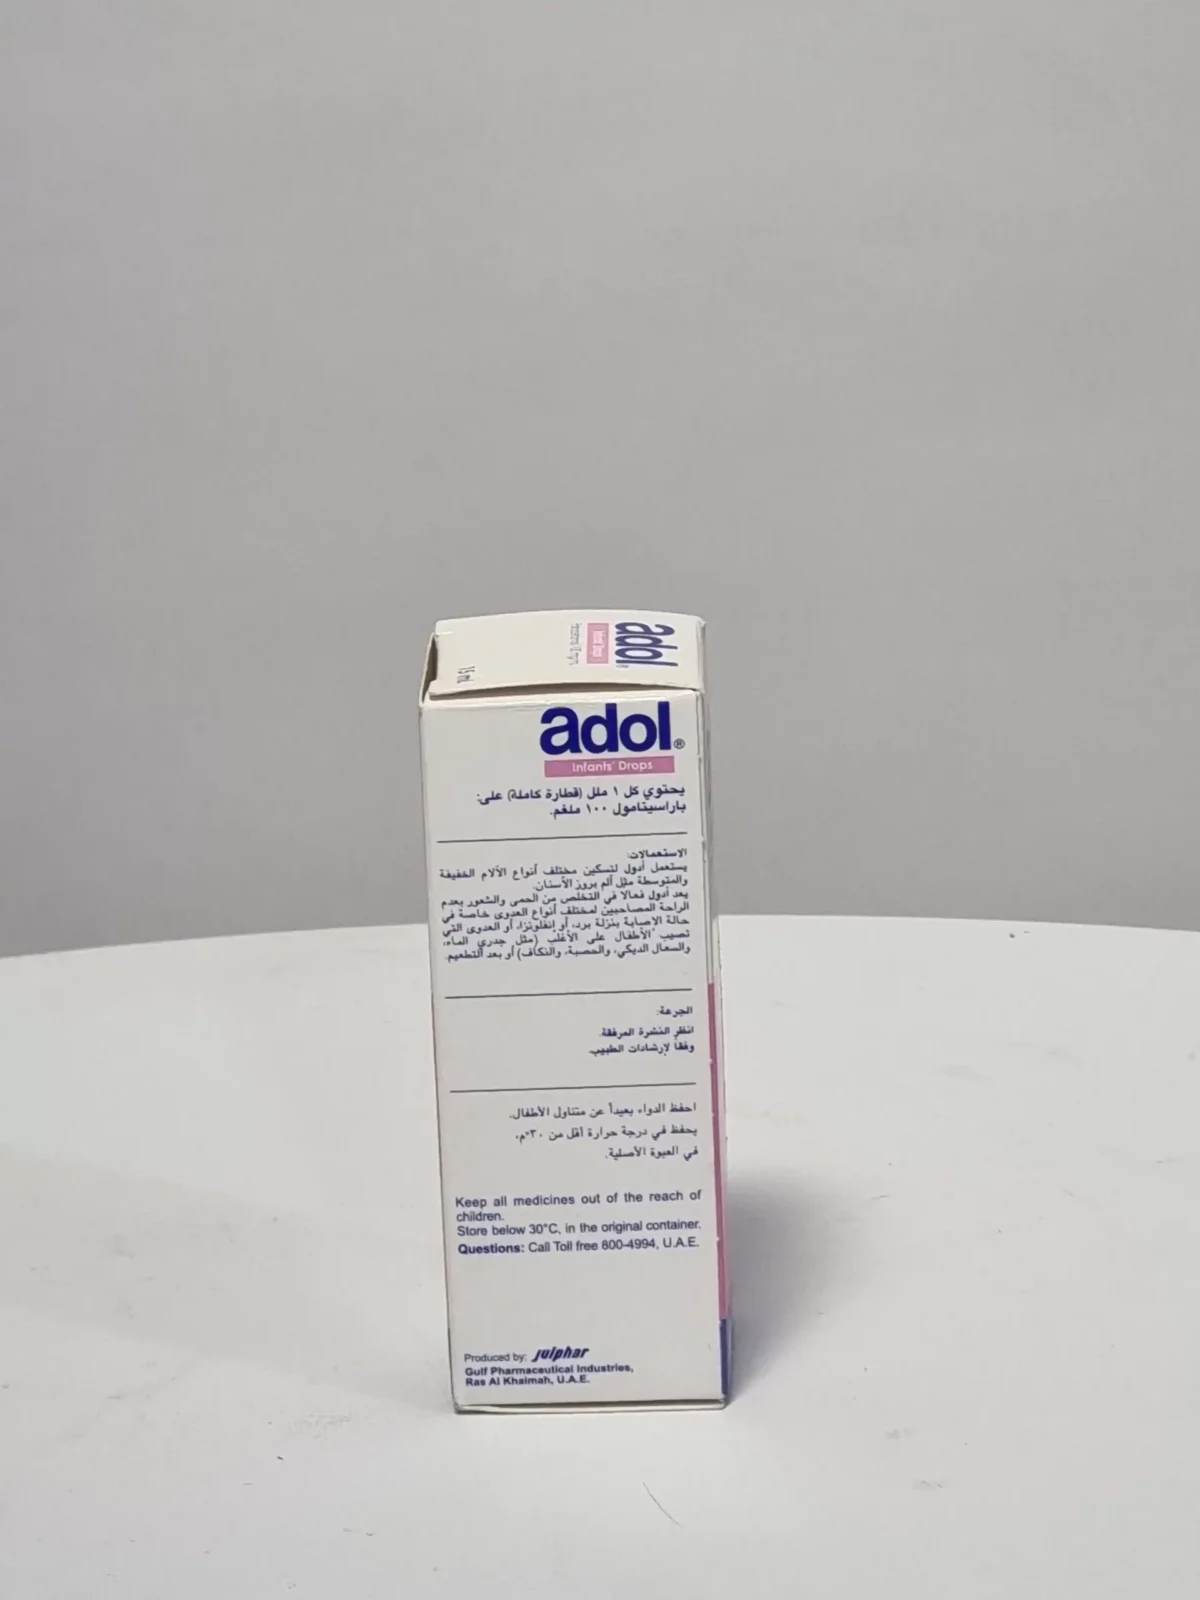 adol
Infants' Drops
15 mL
adol®
Infants' Drops
يحتوي كل ١ ملل (قطارة كاملة) على:
باراسيتامول ١٠٠ ملغم.
الاستعمالات:
يستعمل أدول لتسكين مختلف أنواع الآلام الخفيفة
والمتوسطة مثل ألم بروز الأسنان.
يعد أدول فعالا في التخلص من الحمى والشعور بعدم
الراحة المصاحبين لمختلف أنواع العدوى خاصة في
حالة الإصابة بنزلة برد، أو إنفلونزا، أو العدوى التي
تصيب الأطفال على الأغلب (مثل جدري الماء،
والسعال الديكي، والحصبة، والنكاف) أو بعد التطعيم.
الجرعة:
انظر النشرة المرفقة.
وفقاً لإرشادات الطبيب.
احفظ الدواء بعيداً عن متناول الأطفال.
يحفظ في درجة حرارة أقل من ٣٠°م،
في العبوة الأصلية.
Keep all medicines out of the reach of
children.
Store below 30°C, in the original container.
Questions: Call Toll free 800-4994, U.A.E.
Produced by: julphar
Gulf Pharmaceutical Industries,
Ras Al Khaimah, U.A.E.